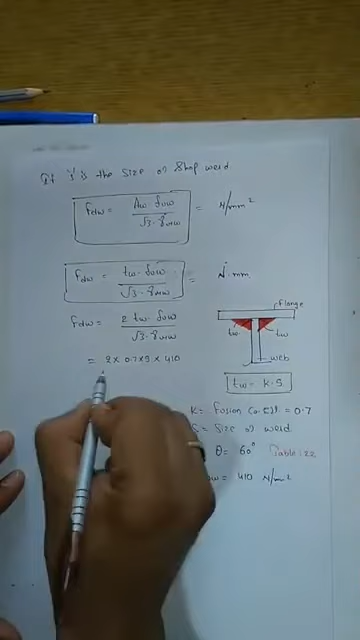 If 'S' is the Size of Shop weld
fdw = Aw·fuw / √3·γmw = N/mm²
fdw = tw·fuw / √3·γmw = N·mm
fdw = 2 tw·fuw / √3·γmw
= 2 × 0.7×S × 410
flange
tw tw
web
tw = K·S
K = Fusion Co.eff = 0.7
S = Size of weld
θ = 60° Table:22
= 410 N/m²